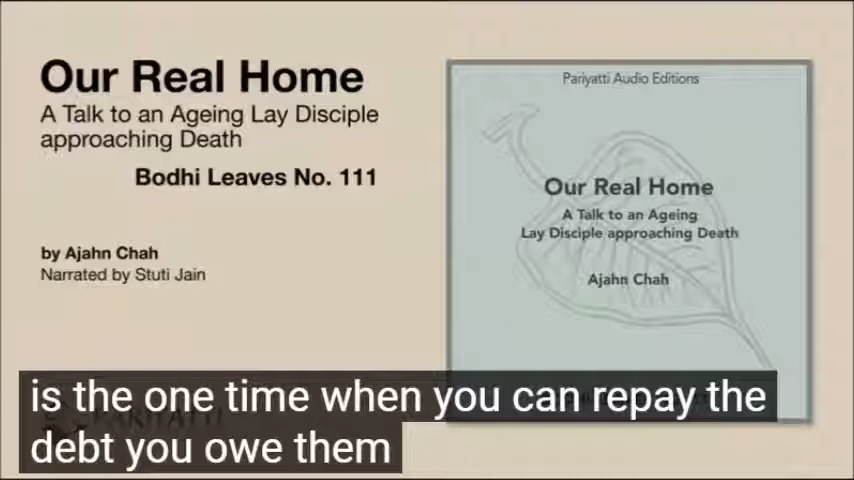 Our Real Home
A Talk to an Ageing Lay Disciple
approaching Death
Bodhi Leaves No. 111
by Ajahn Chah
Narrated by Stuti Jain
Pariyatti Audio Editions
Our Real Home
A Talk to an Ageing
Lay Disciple approaching Death
Ajahn Chah
is the one time when you can repay the
debt you owe them
PARIYATTI